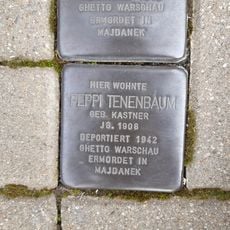 GHETTO WARSCHAU
ERMORDET IN
MAJDANEK
HIER WOHNTE
PEPPI TENENBAUM
GEB. KASTNER
JG. 1908
DEPORTIERT 1942
GHETTO WARSCHAU
ERMORDET IN
MAJDANEK